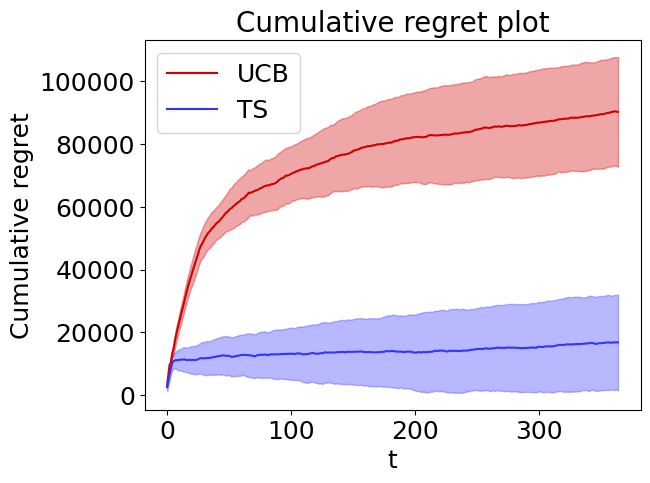 Cumulative regret plot
UCB
TS
Cumulative regret
100000
80000
60000
40000
20000
0
0 100 200 300
t